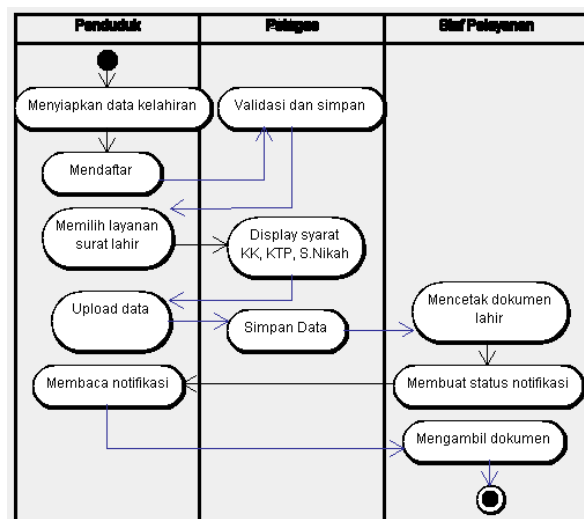 Penduduk
Petugas
Staf Pelayanan
Menyiapkan data kelahiran
Validasi dan simpan
Mendaftar
Memilih layanan
surat lahir
Display syarat
KK, KTP, S.Nikah
Upload data
Simpan Data
Mencetak dokumen
lahir
Membaca notifikasi
Membuat status notifikasi
Mengambil dokumen